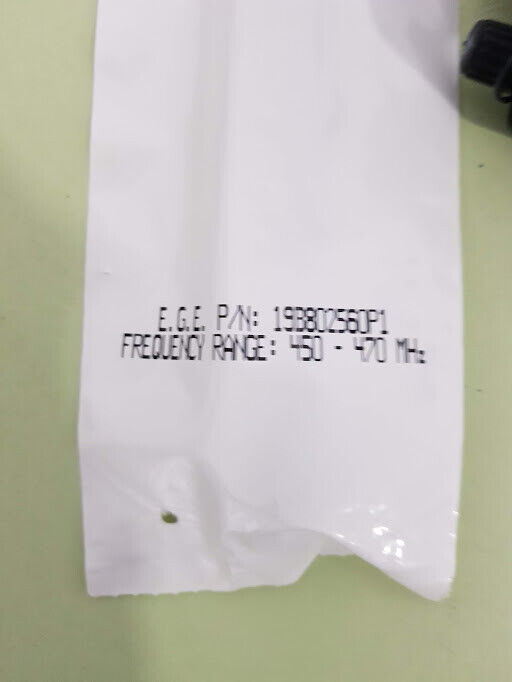 E.G.E. P/N: 19B802560P1
FREQUENCY RANGE: 450 - 470 MHz